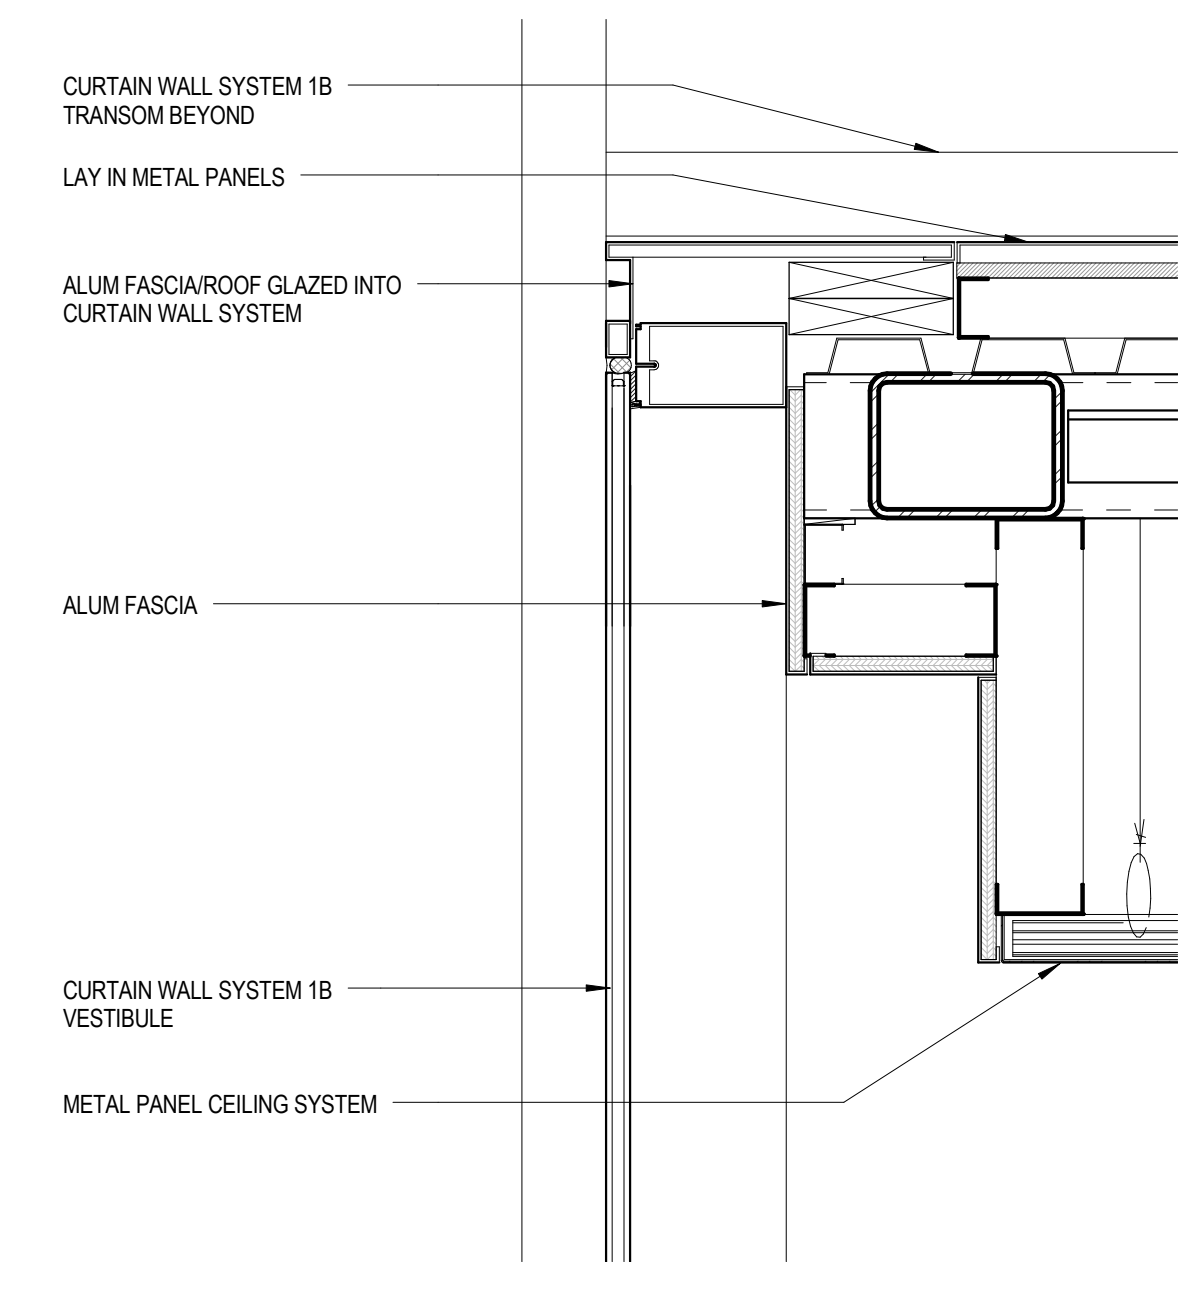 CURTAIN WALL SYSTEM 1B
TRANSOM BEYOND
LAY IN METAL PANELS
ALUM FASCIA/ROOF GLAZED INTO
CURTAIN WALL SYSTEM
ALUM FASCIA
CURTAIN WALL SYSTEM 1B
VESTIBULE
METAL PANEL CEILING SYSTEM